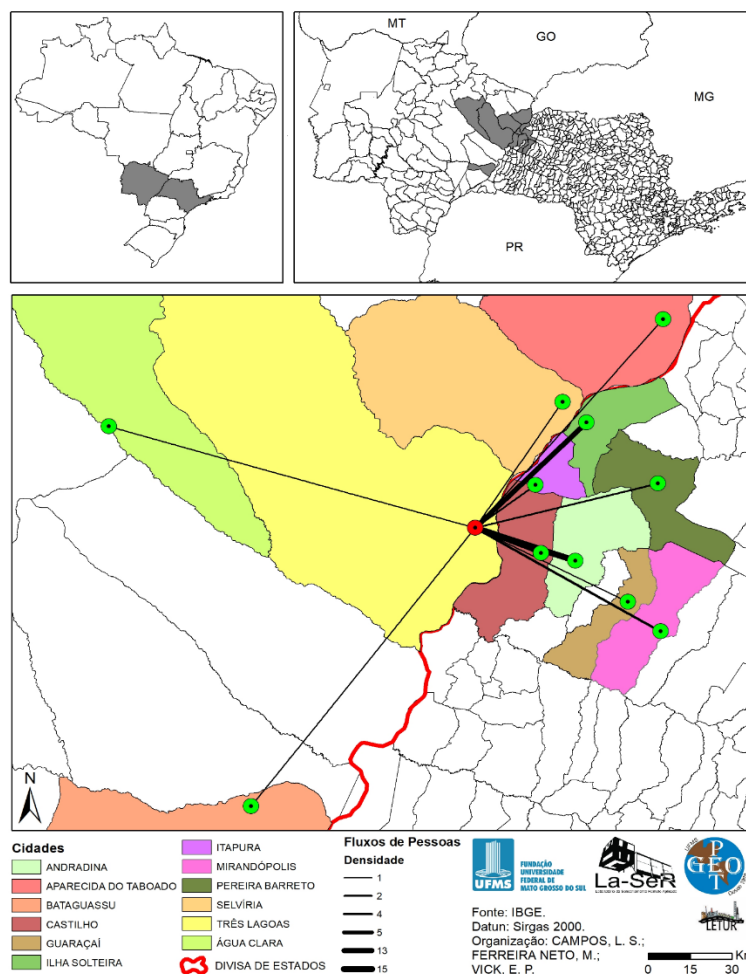 MT
GO
MG
PR
N
Cidades
ANDRADINA
APARECIDA DO TABOADO
BATAGUASSU
CASTILHO
GUARAÇAÍ
ILHA SOLTEIRA
ITAPURA
MIRANDÓPOLIS
PEREIRA BARRETO
SELVÍRIA
TRÊS LAGOAS
ÁGUA CLARA
DIVISA DE ESTADOS
Fluxos de Pessoas
Densidade
1
2
4
5
13
15
UFMS
FUNDAÇÃO
UNIVERSIDADE
FEDERAL DE
MATO GROSSO DO SUL
La-SeR
UFMS
PET
GEO
LETUR
Fonte: IBGE.
Datun: Sirgas 2000.
Organização: CAMPOS, L. S.;
FERREIRA NETO, M.;
VICK. E. P.
0 15